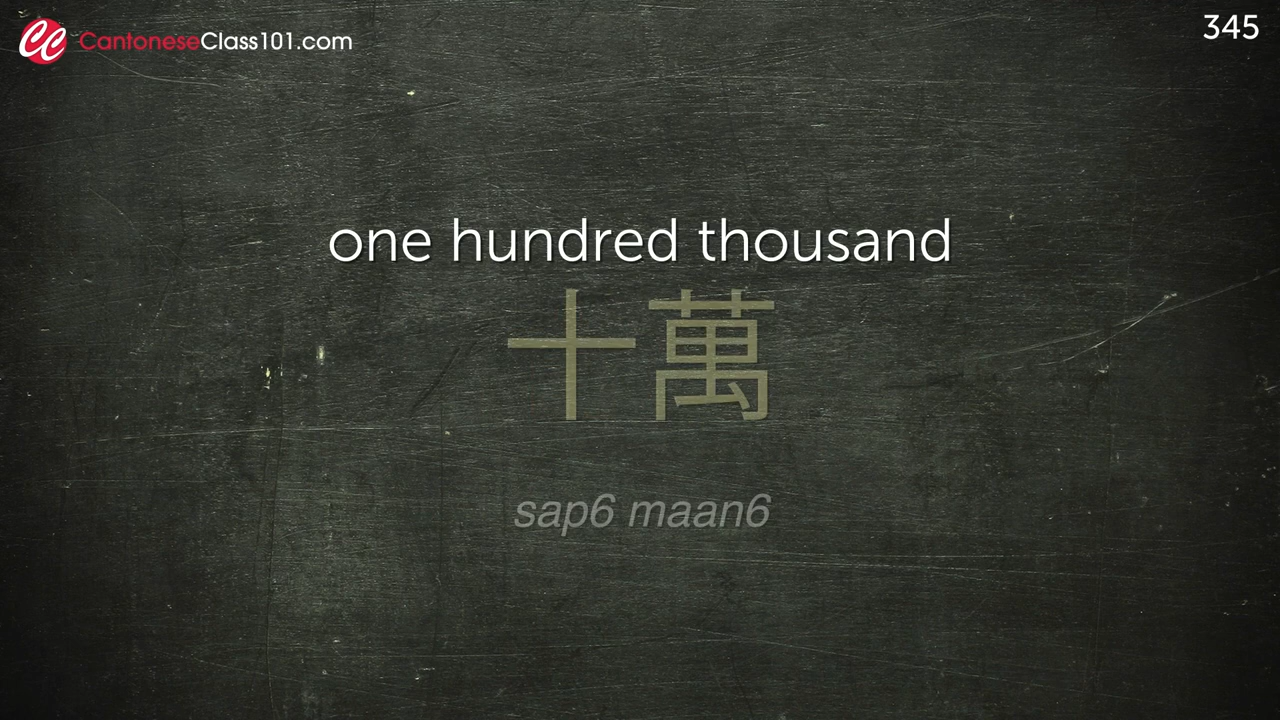 CantoneseClass101.com
345
one hundred thousand
十萬
sap6 maan6